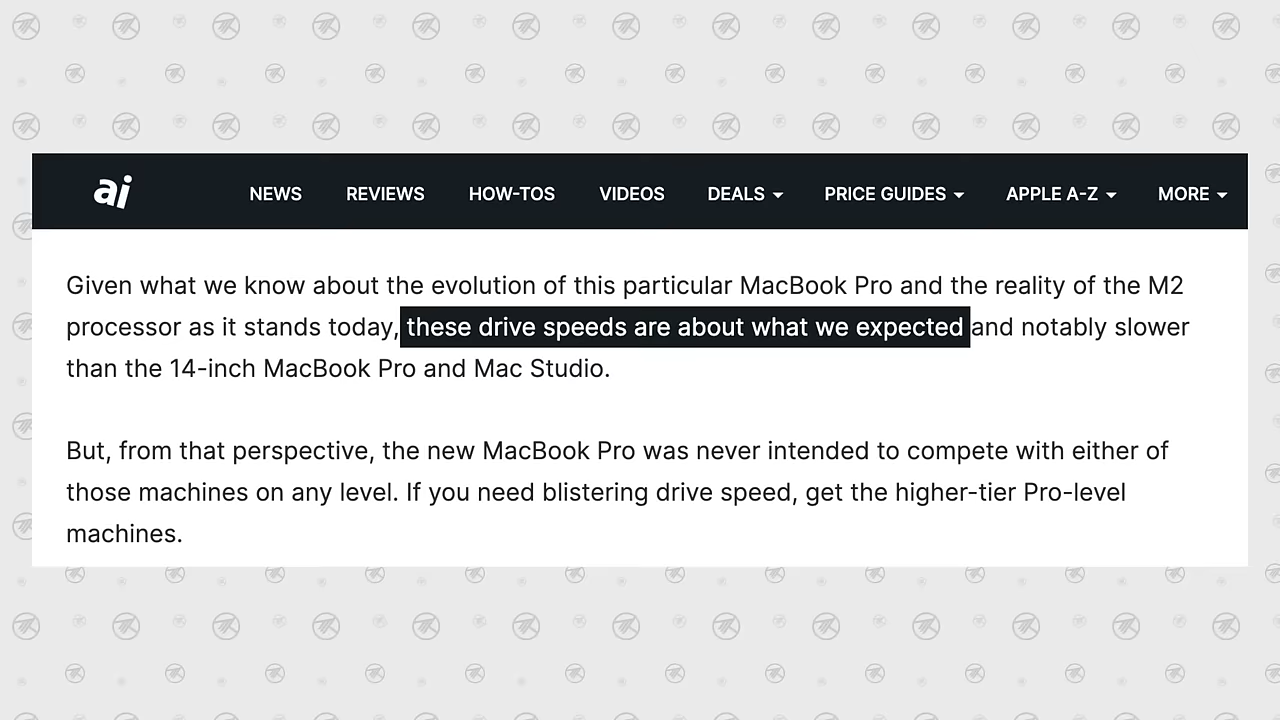 ai NEWS REVIEWS HOW-TOS VIDEOS DEALS PRICE GUIDES APPLE A-Z MORE
Given what we know about the evolution of this particular MacBook Pro and the reality of the M2
processor as it stands today, these drive speeds are about what we expected and notably slower
than the 14-inch MacBook Pro and Mac Studio.
But, from that perspective, the new MacBook Pro was never intended to compete with either of
those machines on any level. If you need blistering drive speed, get the higher-tier Pro-level
machines.